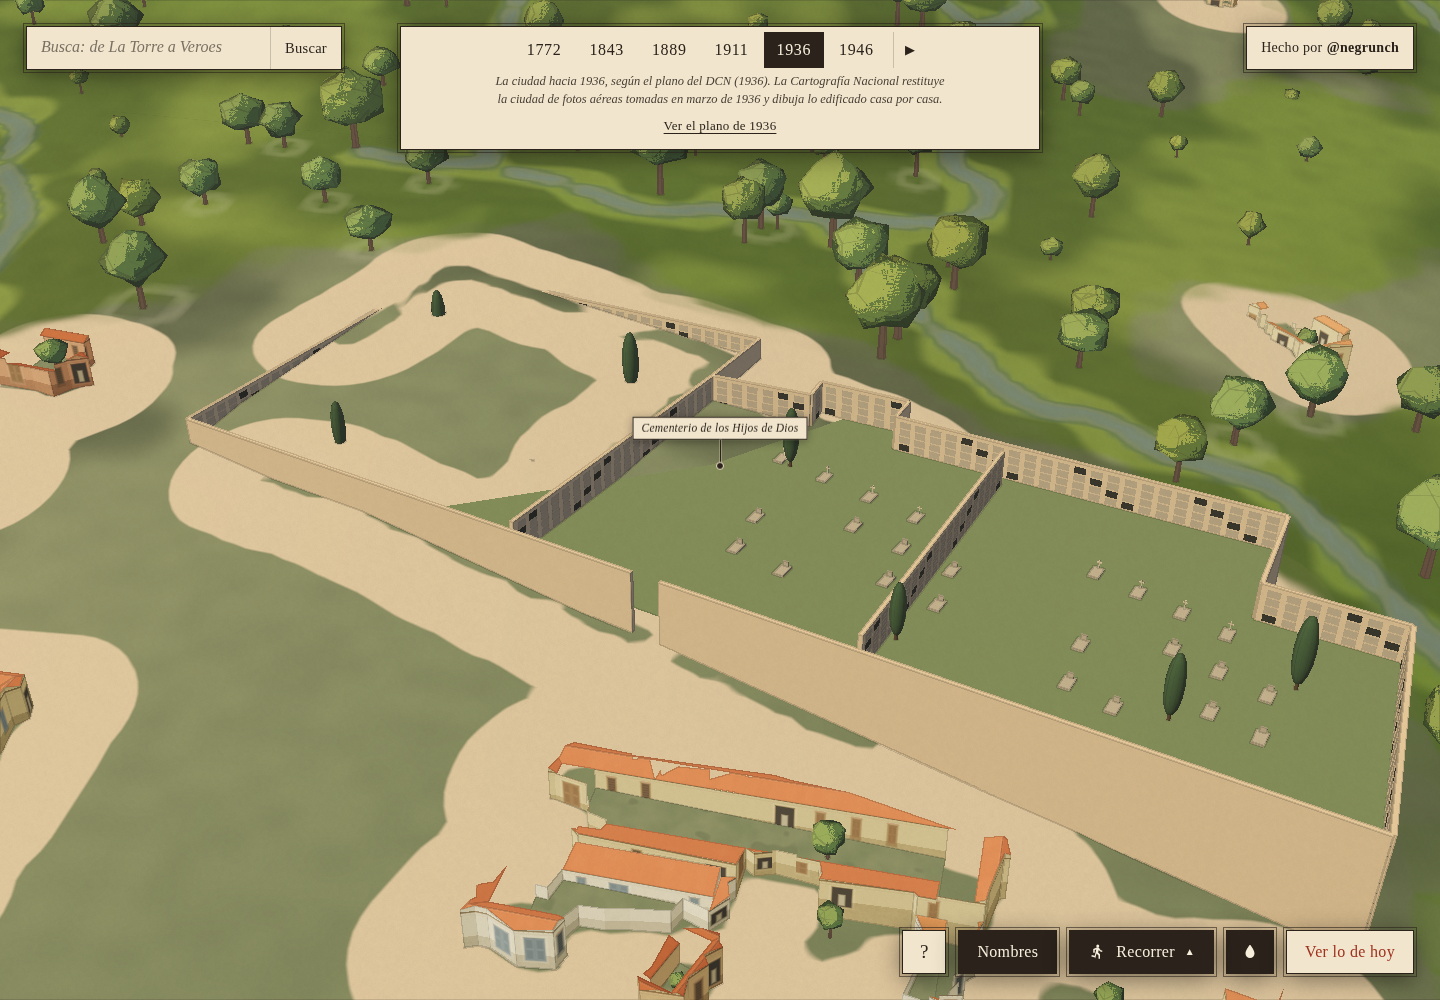 Busca: de La Torre a Veroes
Buscar
1772 1843 1889 1911 1936 1946 ▶
La ciudad hacia 1936, según el plano del DCN (1936). La Cartografía Nacional restituye
la ciudad de fotos aéreas tomadas en marzo de 1936 y dibuja lo edificado casa por casa.
Ver el plano de 1936
Hecho por @negrunch
Cementerio de los Hijos de Dios
?
Nombres
Recorrer ▲
Ver lo de hoy